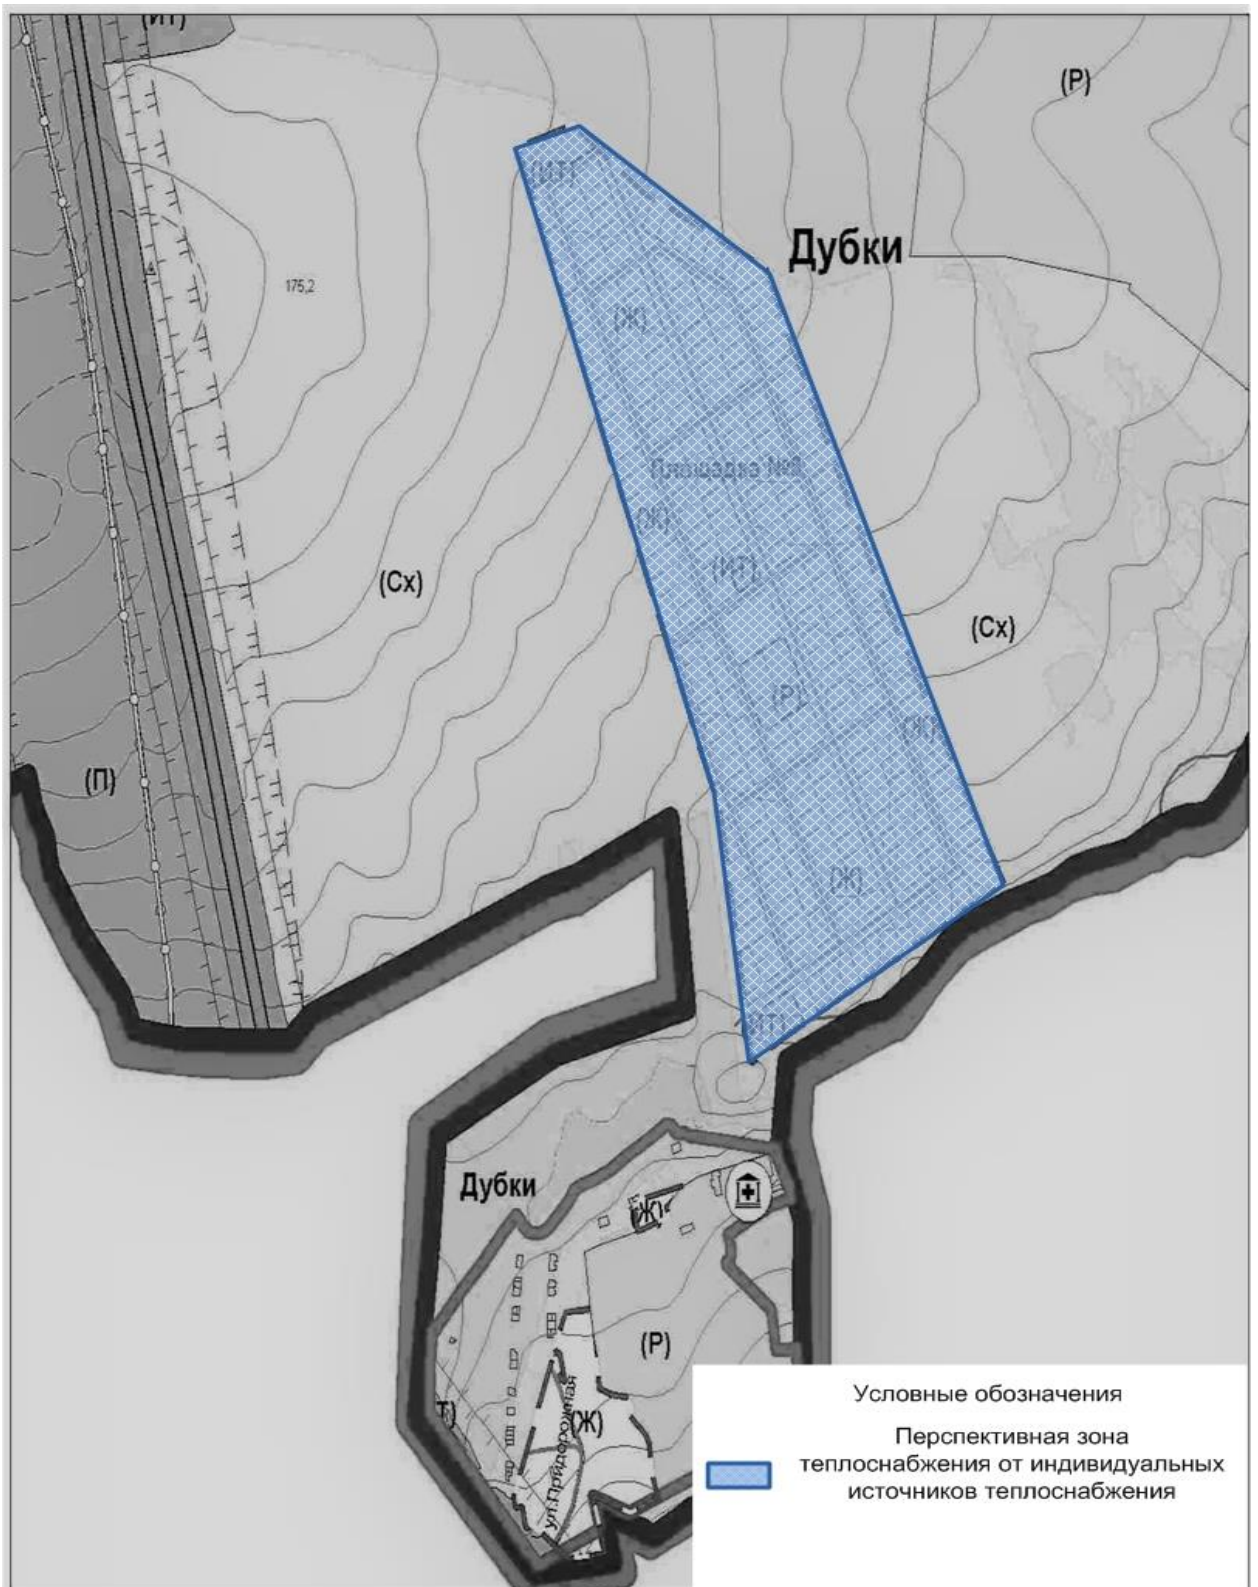 (ИТ)
(Р)
(ИТ)
Дубки
175,2
(Ж)
Площадка №8
(Ж)
(ИТ)
(Сх)
(Сх)
(Р)
(Ж)
(П)
(Ж)
(ИТ)
Дубки
(Ж)
(Р)
Т)
(Ж)
ул.Придорожная
Условные обозначения
Перспективная зона
теплоснабжения от индивидуальных
источников теплоснабжения